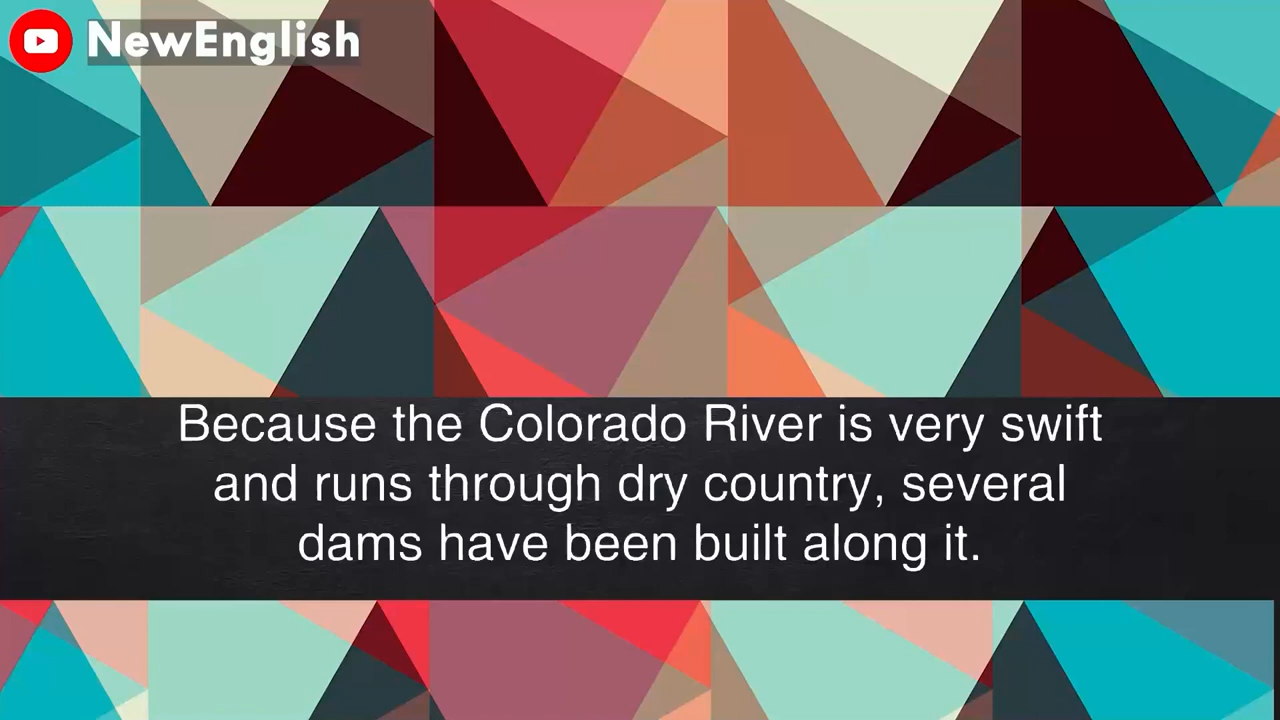 NewEnglish
Because the Colorado River is very swift
and runs through dry country, several
dams have been built along it.